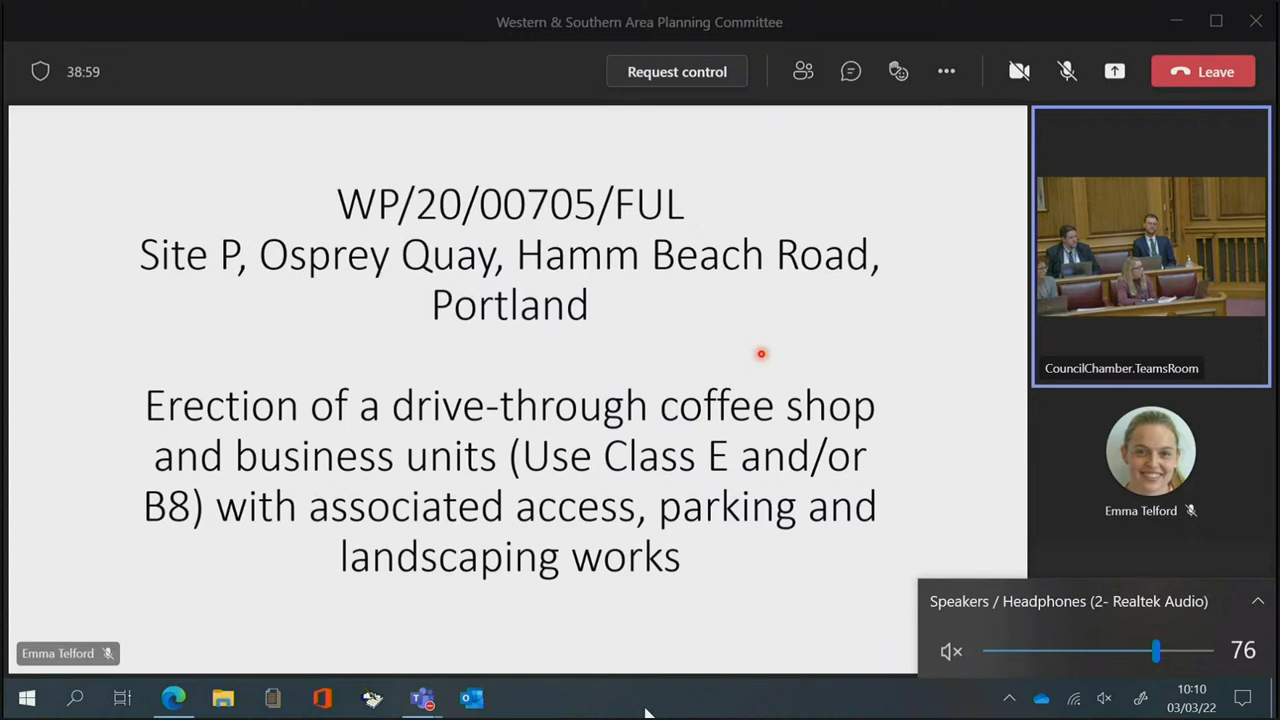 Western & Southern Area Planning Committee
38:59
Request control
Leave
WP/20/00705/FUL
Site P, Osprey Quay, Hamm Beach Road,
Portland
Erection of a drive-through coffee shop
and business units (Use Class E and/or
B8) with associated access, parking and
landscaping works
CouncilChamber.TeamsRoom
Emma Telford
Emma Telford
Speakers / Headphones (2- Realtek Audio)
76
10:10
03/03/22